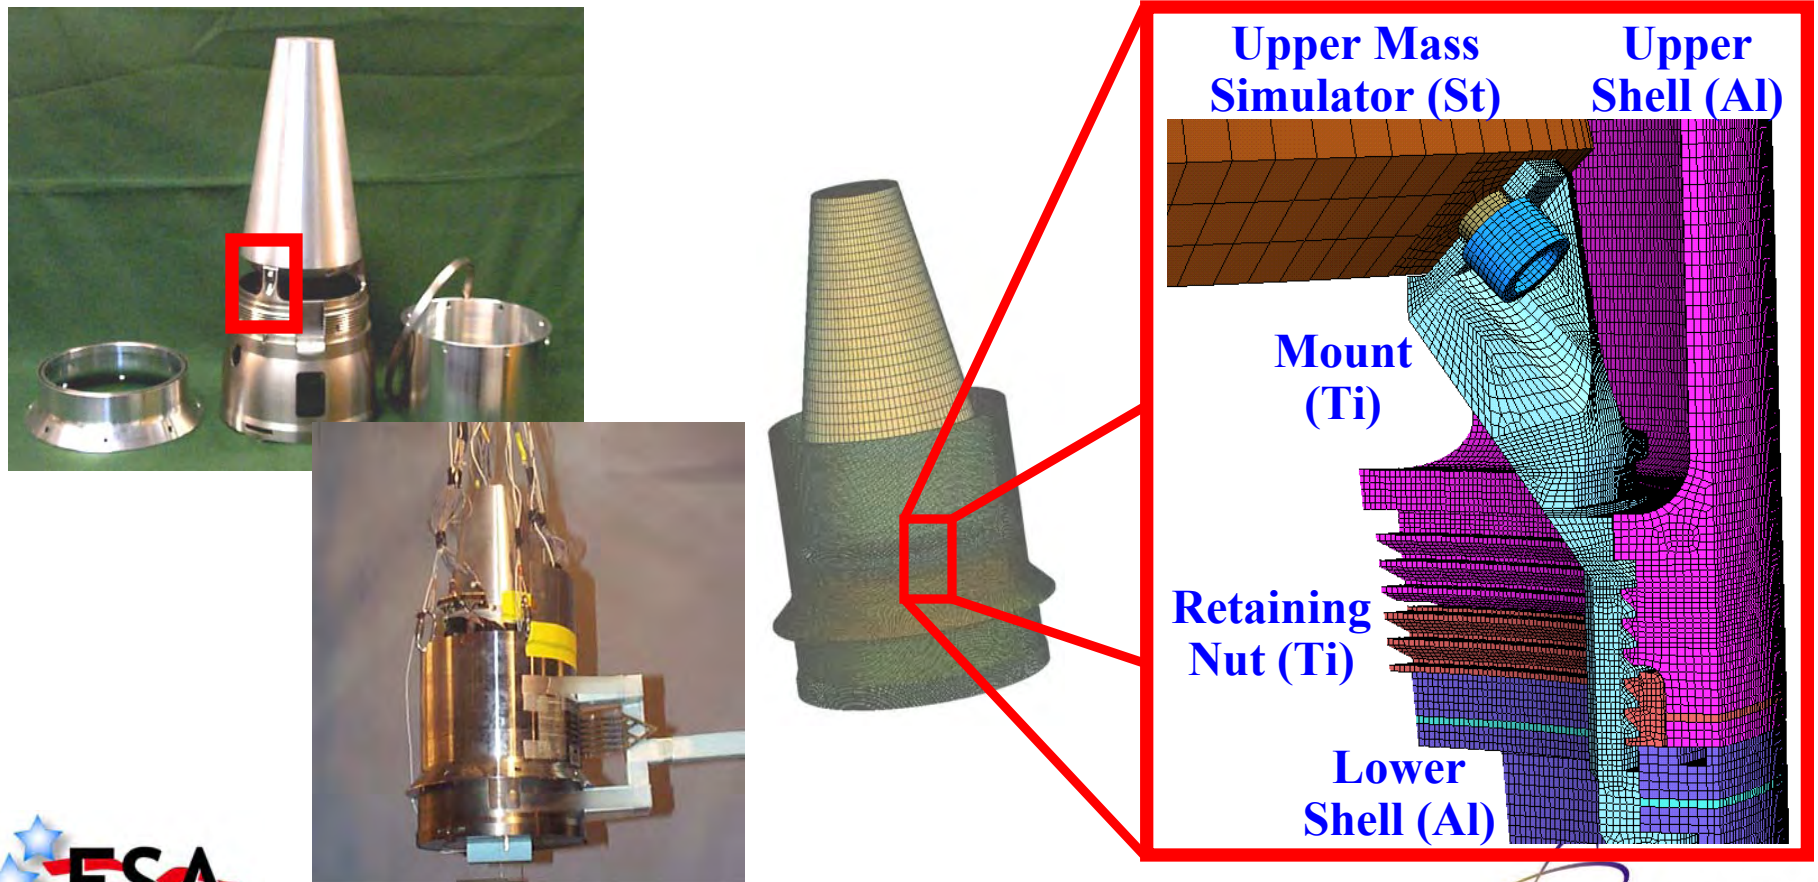 Upper Mass
Simulator (St)
Upper
Shell (Al)
Mount
(Ti)
Retaining
Nut (Ti)
Lower
Shell (Al)
ESA